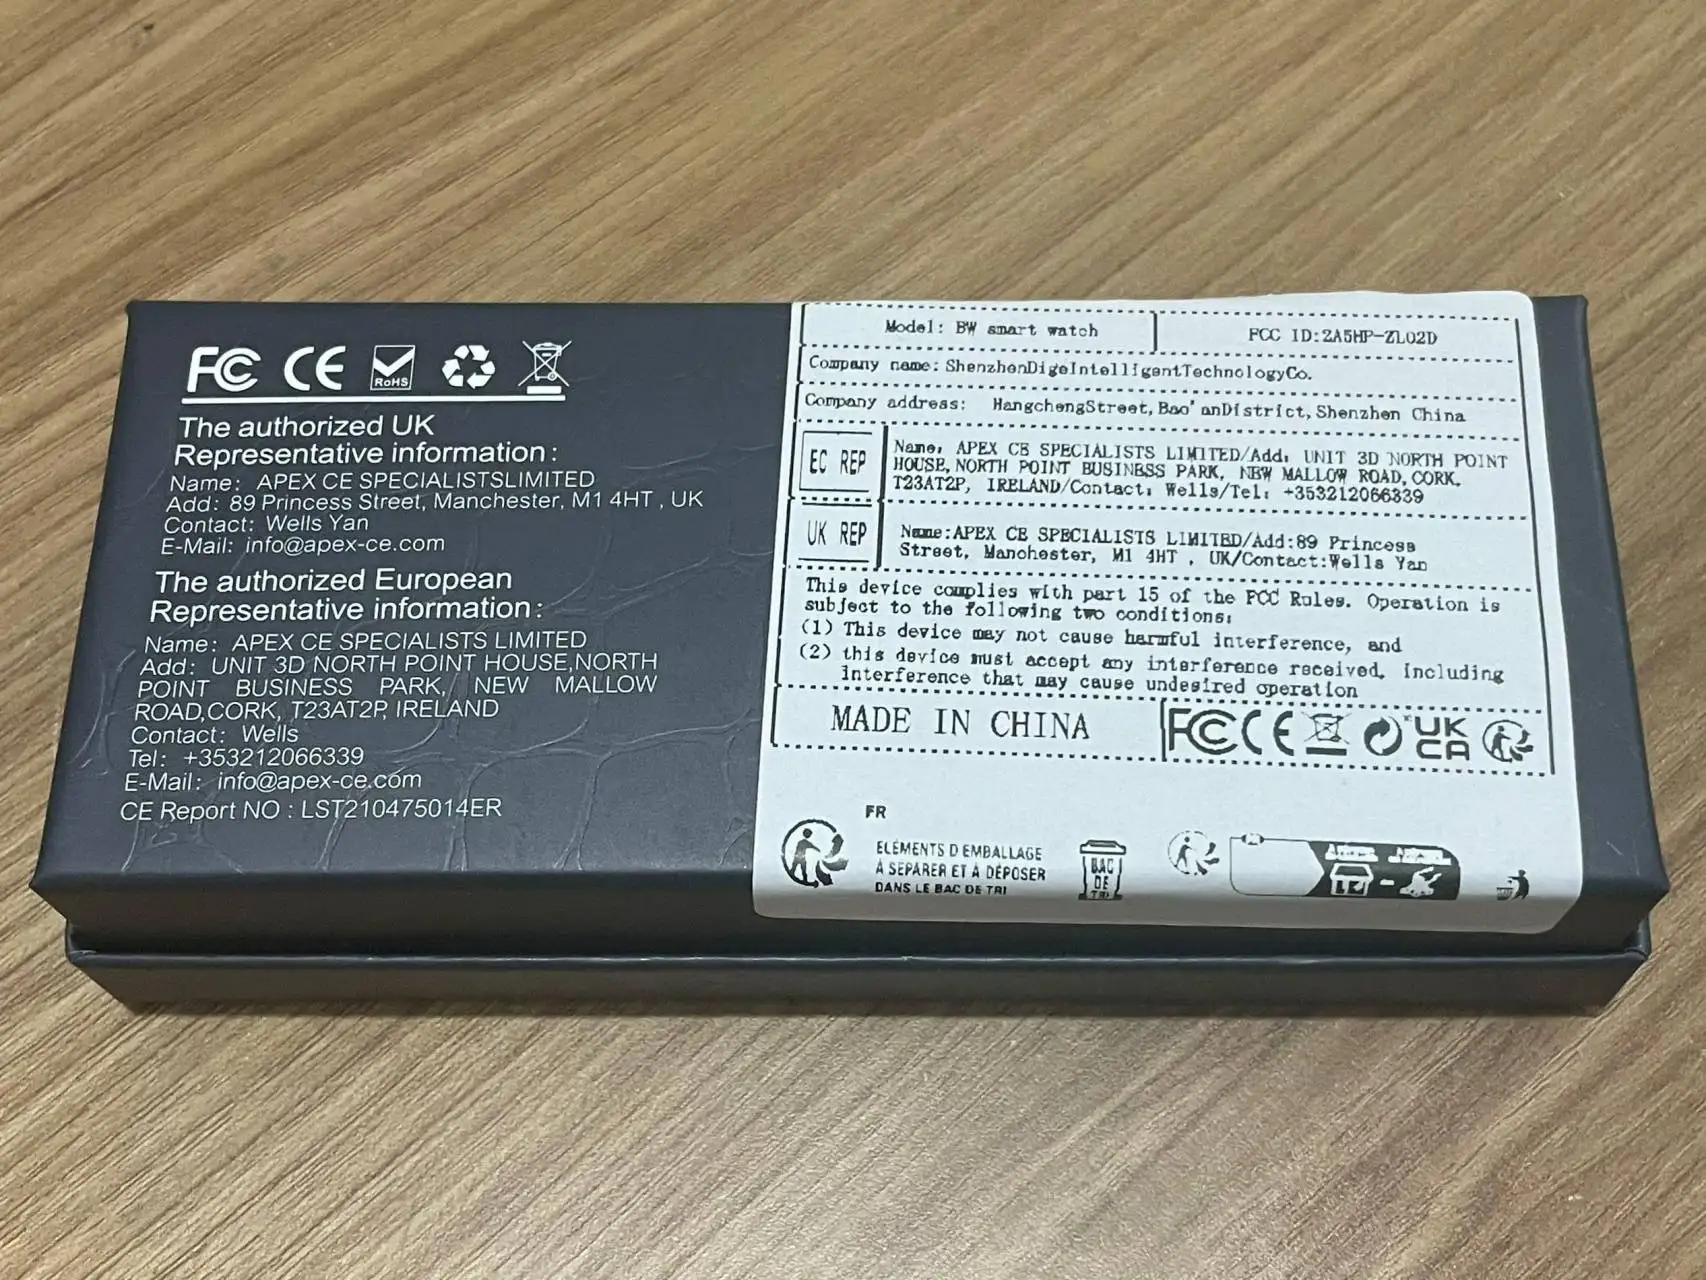 FC CE RoHS
The authorized UK
Representative information:
Name: APEX CE SPECIALISTSLIMITED
Add: 89 Princess Street, Manchester, M1 4HT , UK
Contact: Wells Yan
E-Mail: info@apex-ce.com
The authorized European
Representative information:
Name: APEX CE SPECIALISTS LIMITED
Add: UNIT 3D NORTH POINT HOUSE,NORTH
POINT BUSINESS PARK, NEW MALLOW
ROAD,CORK, T23AT2P, IRELAND
Contact: Wells
Tel: +353212066339
E-Mail: info@apex-ce.com
CE Report NO : LST210475014ER
Model: BW smart watch FCC ID:ZA5HP-ZL02D
Company name: ShenzhenDigeIntelligentTechnologyCo.
Company address: HangchengStreet,Bao'anDistrict,Shenzhen China
EC REP
Name: APEX CE SPECIALISTS LIMITED/Add: UNIT 3D NORTH POINT
HOUSE,NORTH POINT BUSINESS PARK, NEW MALLOW ROAD,CORK.
T23AT2P, IRELAND/Contact: Wells/Tel: +353212066339
UK REP
Name:APEX CE SPECIALISTS LIMITED/Add:89 Princess
Street, Manchester, M1 4HT , UK/Contact:Wells Yan
This device complies with part 15 of the FCC Rules. Operation is
subject to the following two conditions:
(1) This device may not cause harmful interference, and
(2) this device must accept any interference received. Including
interference that may cause undesired operation
MADE IN CHINA FC CE UK
CA
FR
ELÉMENTS D'EMBALLAGE
À SÉPARER ET À DÉPOSER
DANS LE BAC DE TRI
BAC
DE
TRI